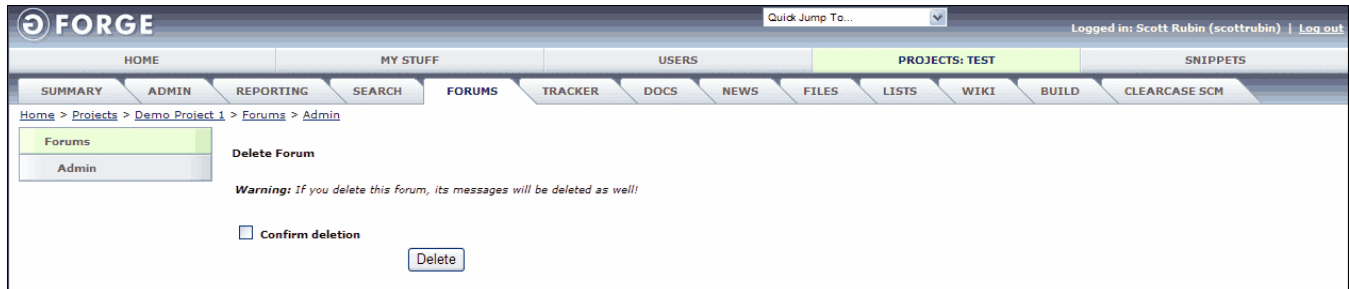 GFORGE
Quick Jump To...
Logged in: Scott Rubin (scottrubin) | Log out
HOME MY STUFF USERS PROJECTS: TEST SNIPPETS
SUMMARY ADMIN REPORTING SEARCH FORUMS TRACKER DOCS NEWS FILES LISTS WIKI BUILD CLEARCASE SCM
Home > Projects > Demo Project 1 > Forums > Admin
Forums
Admin
Delete Forum
Warning: If you delete this forum, its messages will be deleted as well!
Confirm deletion
Delete